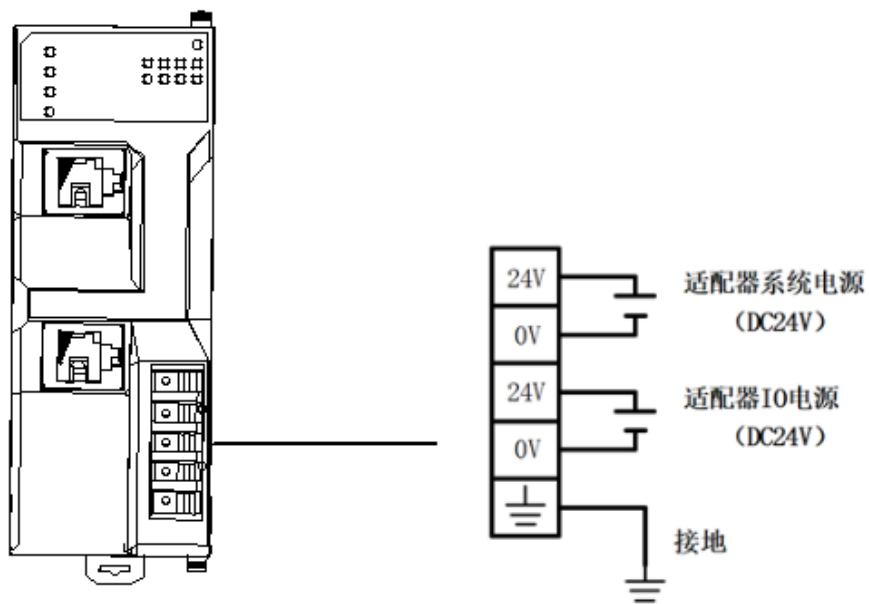 24V
适配器系统电源
（DC24V）
0V
24V
适配器IO电源
（DC24V）
0V
接地